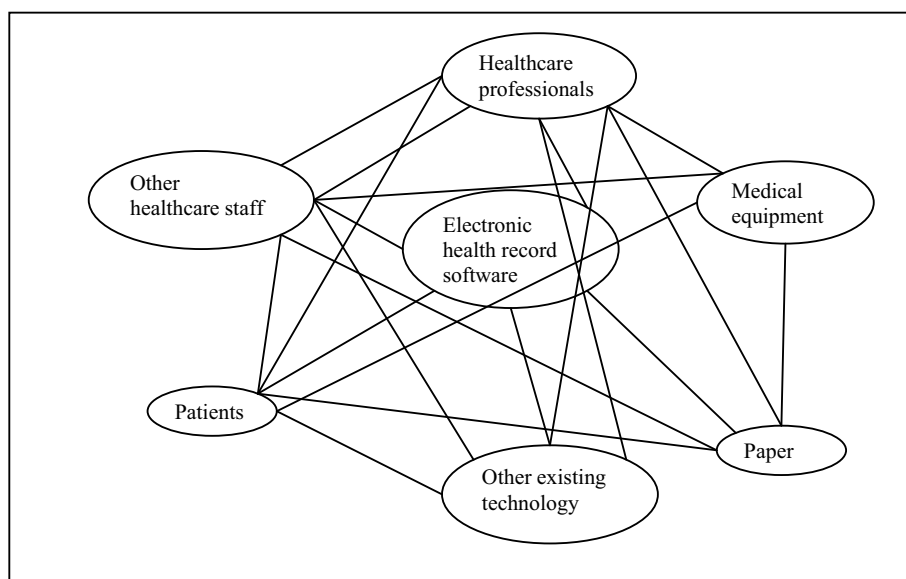 Healthcare
professionals
Other
healthcare staff
Medical
equipment
Electronic
health record
software
Patients
Paper
Other existing
technology